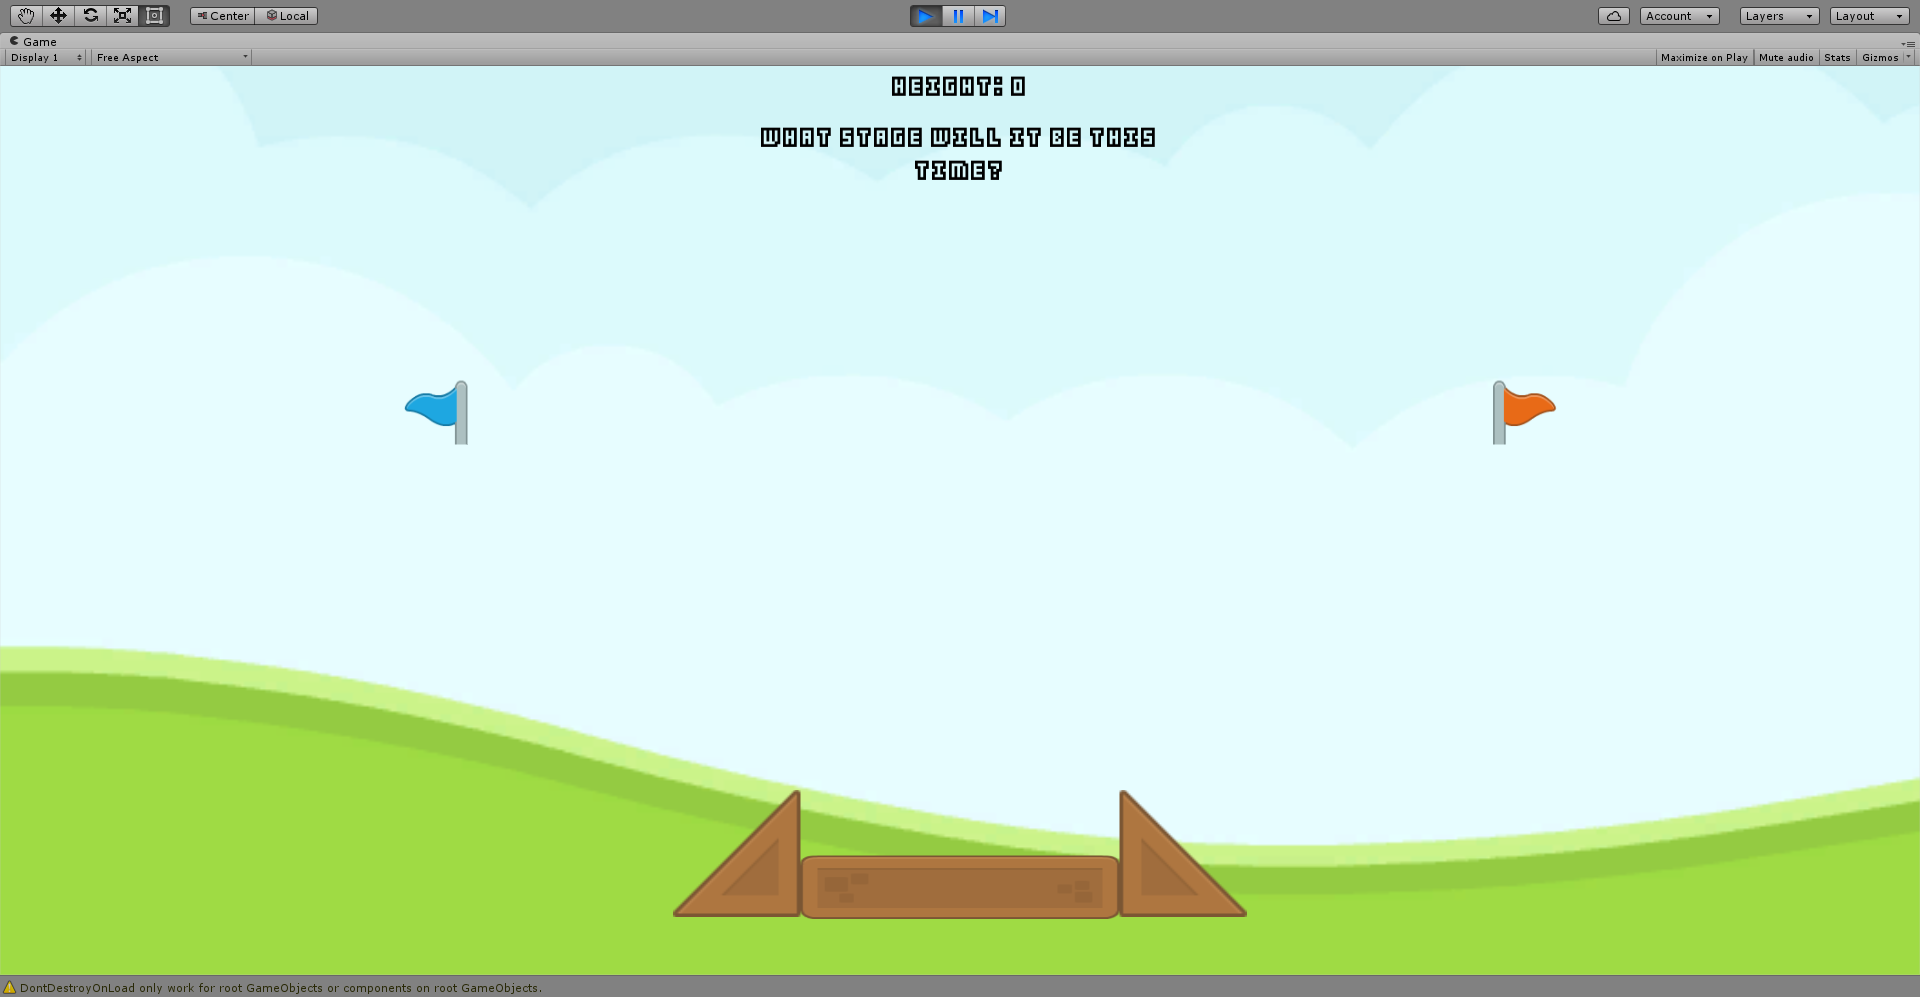 Center Local Account Layers Layout
Game
Display 1 Free Aspect Maximize on Play Mute audio Stats Gizmos
HEIGHT: 0
WHAT STAGE WILL IT BE THIS
TIME?
DontDestroyOnLoad only work for root GameObjects or components on root GameObjects.